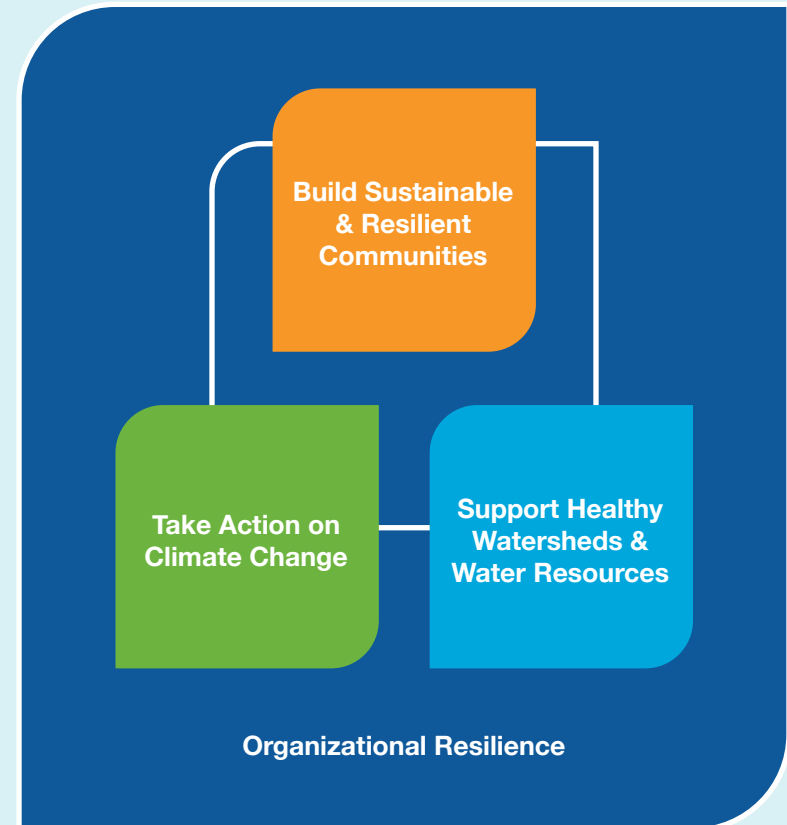 Build Sustainable
& Resilient
Communities
Take Action on
Climate Change
Support Healthy
Watersheds &
Water Resources
Organizational Resilience